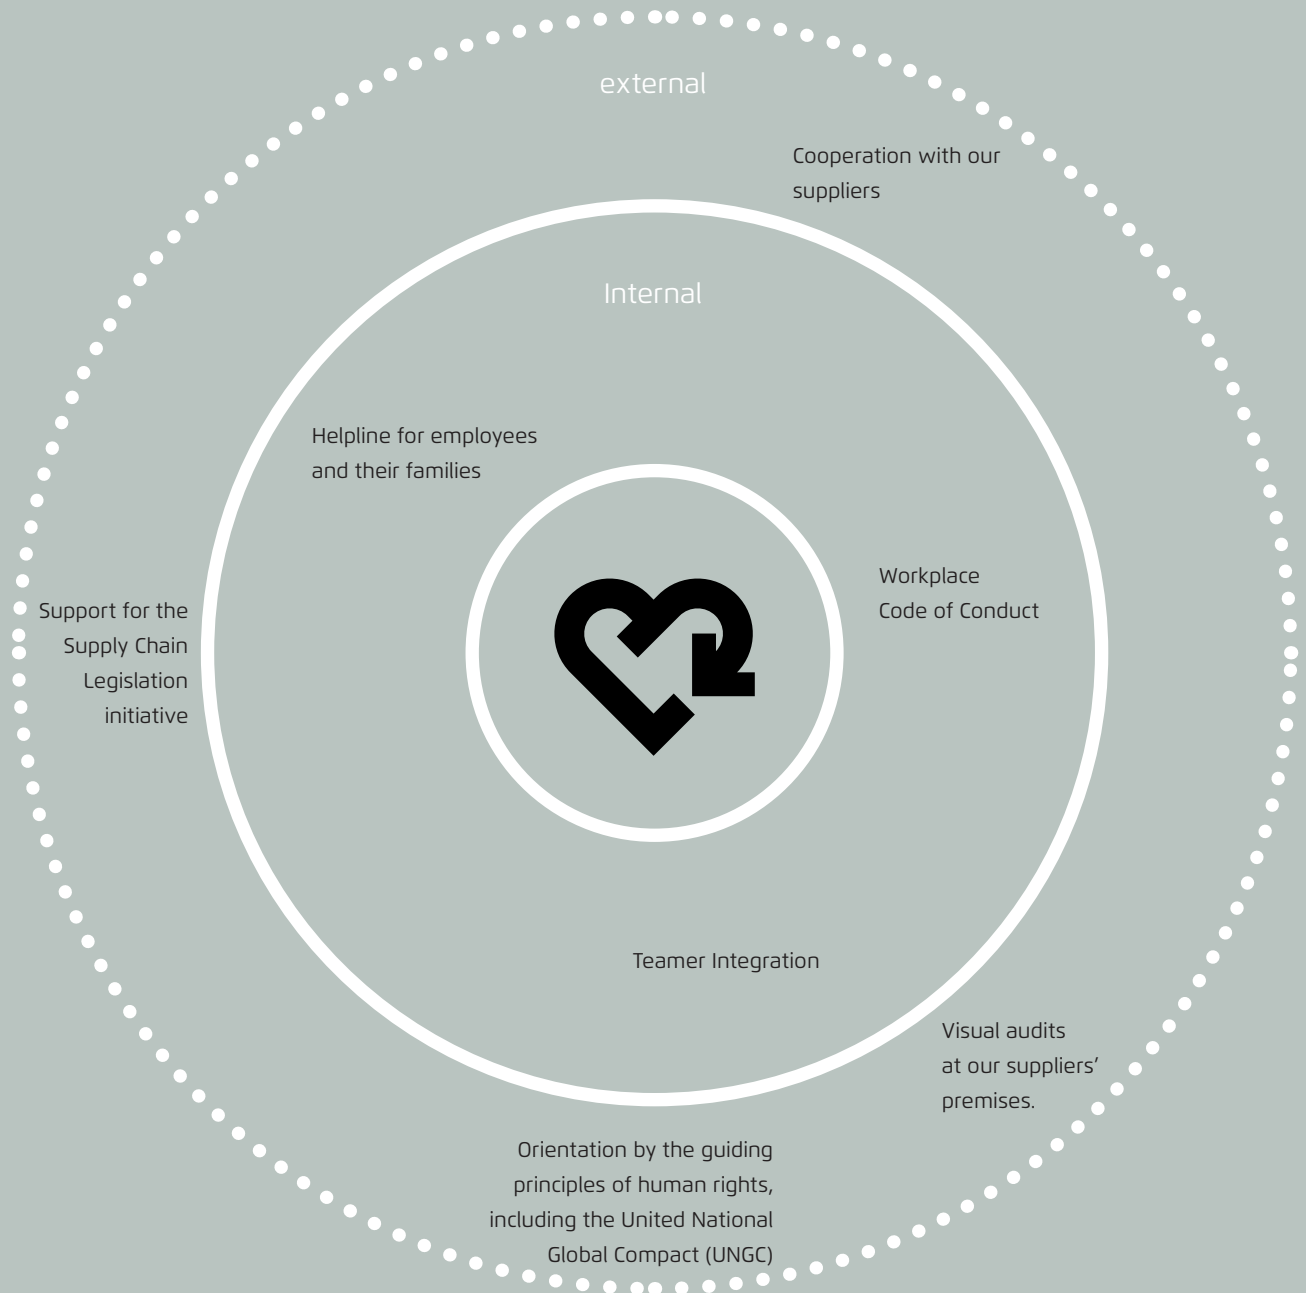 external
Cooperation with our
suppliers
Internal
Helpline for employees
and their families
Workplace
Code of Conduct
Support for the
Supply Chain
Legislation
initiative
Teamer Integration
Visual audits
at our suppliers’
premises.
Orientation by the guiding
principles of human rights,
including the United National
Global Compact (UNGC)